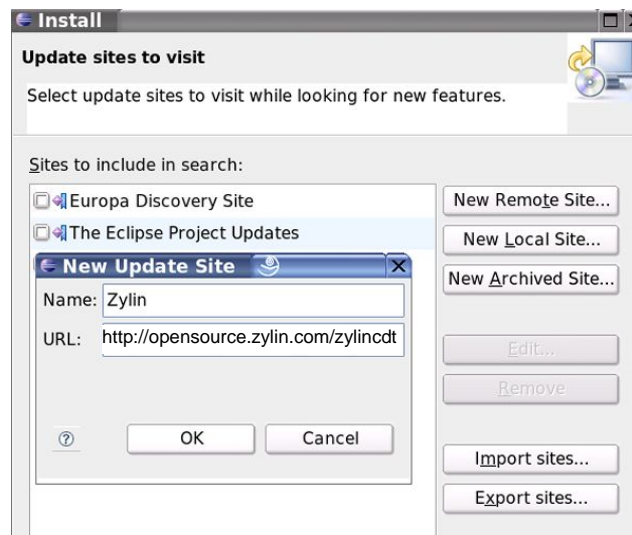 Install
Update sites to visit
Select update sites to visit while looking for new features.
Sites to include in search:
Europa Discovery Site
The Eclipse Project Updates
New Update Site
Name: Zylin
URL: http://opensource.zylin.com/zylincdt
OK Cancel
New Remote Site...
New Local Site...
New Archived Site...
Edit...
Remove
Import sites...
Export sites...